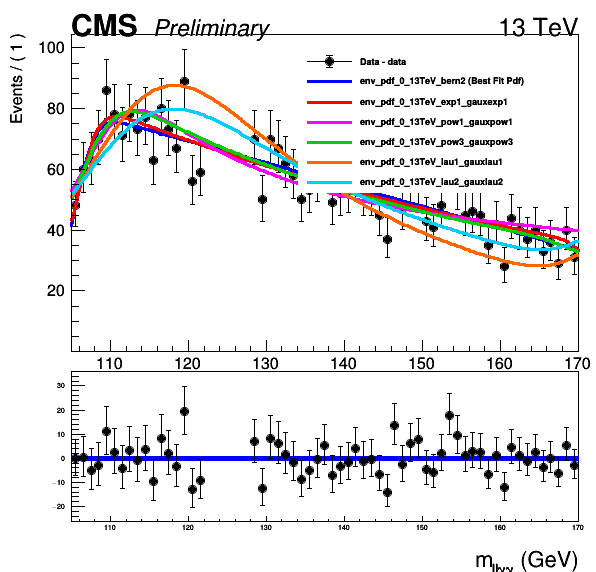 CMS Preliminary 13 TeV
Events / ( 1 )
100
80
60
40
20
Data - data
env_pdf_0_13TeV_bern2 (Best Fit Pdf)
env_pdf_0_13TeV_exp1_gauxexp1
env_pdf_0_13TeV_pow1_gauxpow1
env_pdf_0_13TeV_pow3_gauxpow3
env_pdf_0_13TeV_lau1_gauxlau1
env_pdf_0_13TeV_lau2_gauxlau2
110 120 130 140 150 160 170
30
20
10
0
−10
−20
110 120 130 140 150 160 170
m_{llγγ} (GeV)